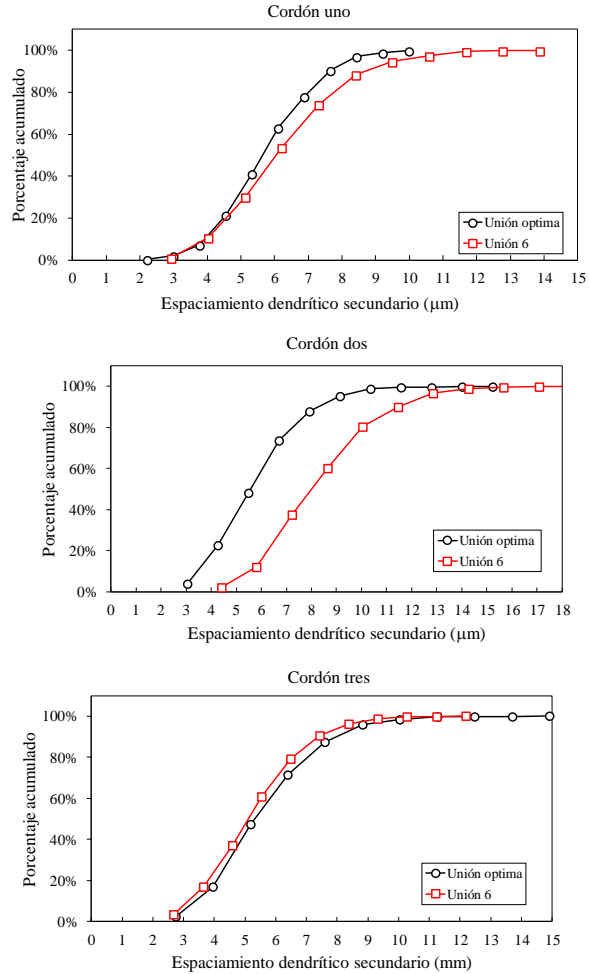 Cordón uno
Porcentaje acumulado
100%
80%
60%
40%
20%
0%
Unión optima
Unión 6
0 1 2 3 4 5 6 7 8 9 10 11 12 13 14 15
Espaciamiento dendrítico secundario (µm)
Cordón dos
Porcentaje acumulado
100%
80%
60%
40%
20%
0%
Unión optima
Unión 6
0 1 2 3 4 5 6 7 8 9 10 11 12 13 14 15 16 17 18
Espaciamiento dendrítico secundario (µm)
Cordón tres
Porcentaje acumulado
100%
80%
60%
40%
20%
0%
Unión optima
Unión 6
0 1 2 3 4 5 6 7 8 9 10 11 12 13 14 15
Espaciamiento dendrítico secundario (mm)